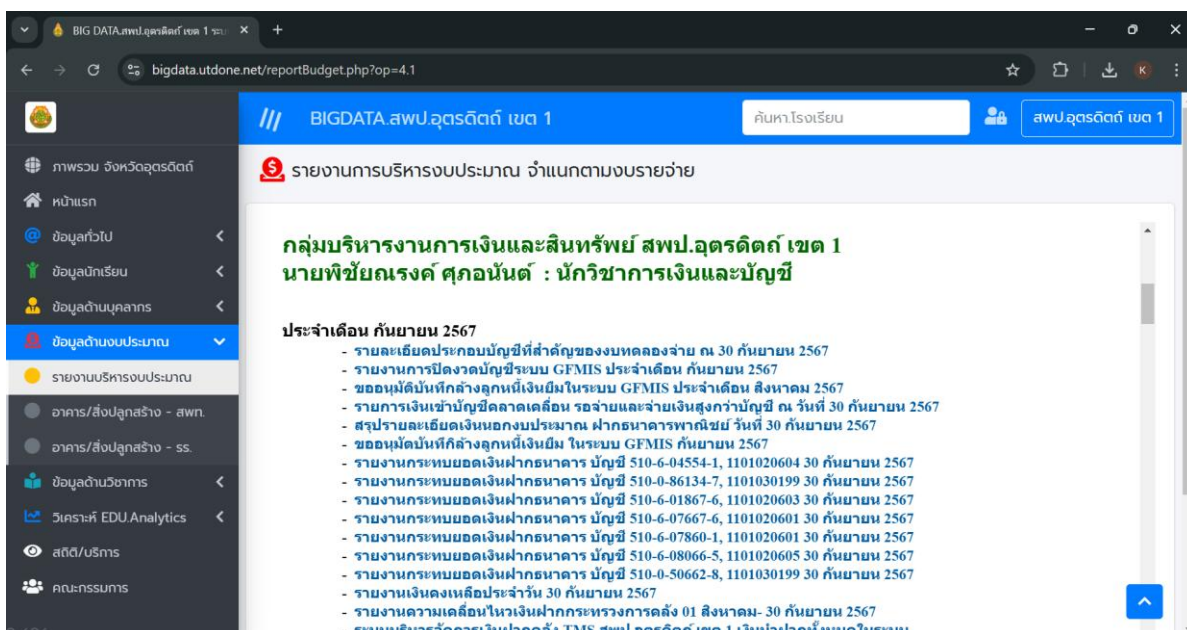 BIG DATA.สพป.อุตรดิตถ์ เขต 1 ระบ
bigdata.utdone.net/reportBudget.php?op=4.1
K
BIGDATA.สพป.อุตรดิตถ์ เขต 1
ค้นหา.โรงเรียน
สพป.อุตรดิตถ์ เขต 1
ภาพรวม จังหวัดอุตรดิตถ์
หน้าแรก
ข้อมูลทั่วไป
ข้อมูลนักเรียน
ข้อมูลด้านบุคลากร
ข้อมูลด้านงบประมาณ
รายงานบริหารงบประมาณ
อาคาร/สิ่งปลูกสร้าง - สพท.
อาคาร/สิ่งปลูกสร้าง - รร.
ข้อมูลด้านวิชาการ
วิเคราะห์ EDU.Analytics
สถิติ/บริการ
คณะกรรมการ
รายงานการบริหารงบประมาณ จำแนกตามงบรายจ่าย
กลุ่มบริหารงานการเงินและสินทรัพย์ สพป.อุตรดิตถ์ เขต 1
นายพิชัยณรงค์ ศุภอนันต์ : นักวิชาการเงินและบัญชี
ประจำเดือน กันยายน 2567
- รายละเอียดประกอบบัญชีที่สำคัญของงบทดลองจ่าย ณ 30 กันยายน 2567
- รายงานการปิดงวดบัญชีระบบ GFMIS ประจำเดือน กันยายน 2567
- ขออนุมัติบันทึกล้างลูกหนี้เงินยืมในระบบ GFMIS ประจำเดือน สิงหาคม 2567
- รายการเงินเข้าบัญชีคลาดเคลื่อน รอจ่ายและจ่ายเงินสูงกว่าบัญชี ณ วันที่ 30 กันยายน 2567
- สรุปรายละเอียดเงินนอกงบประมาณ ฝากธนาคารพาณิชย์ วันที่ 30 กันยายน 2567
- ขออนุมัตบันทึกีล้างลูกหนี้เงินยืม ในระบบ GFMIS กันยายน 2567
- รายงานกระทบยอดเงินฝากธนาคาร บัญชี 510-6-04554-1, 1101020604 30 กันยายน 2567
- รายงานกระทบยอดเงินฝากธนาคาร บัญชี 510-0-86134-7, 1101030199 30 กันยายน 2567
- รายงานกระทบยอดเงินฝากธนาคาร บัญชี 510-6-01867-6, 1101020603 30 กันยายน 2567
- รายงานกระทบยอดเงินฝากธนาคาร บัญชี 510-6-07667-6, 1101020601 30 กันยายน 2567
- รายงานกระทบยอดเงินฝากธนาคาร บัญชี 510-6-07860-1, 1101020601 30 กันยายน 2567
- รายงานกระทบยอดเงินฝากธนาคาร บัญชี 510-6-08066-5, 1101020605 30 กันยายน 2567
- รายงานกระทบยอดเงินฝากธนาคาร บัญชี 510-0-50662-8, 1101030199 30 กันยายน 2567
- รายงานเงินคงเหลือประจำวัน 30 กันยายน 2567
- รายงานความเคลื่อนไหวเงินฝากกระทรวงการคลัง 01 สิงหาคม- 30 กันยายน 2567